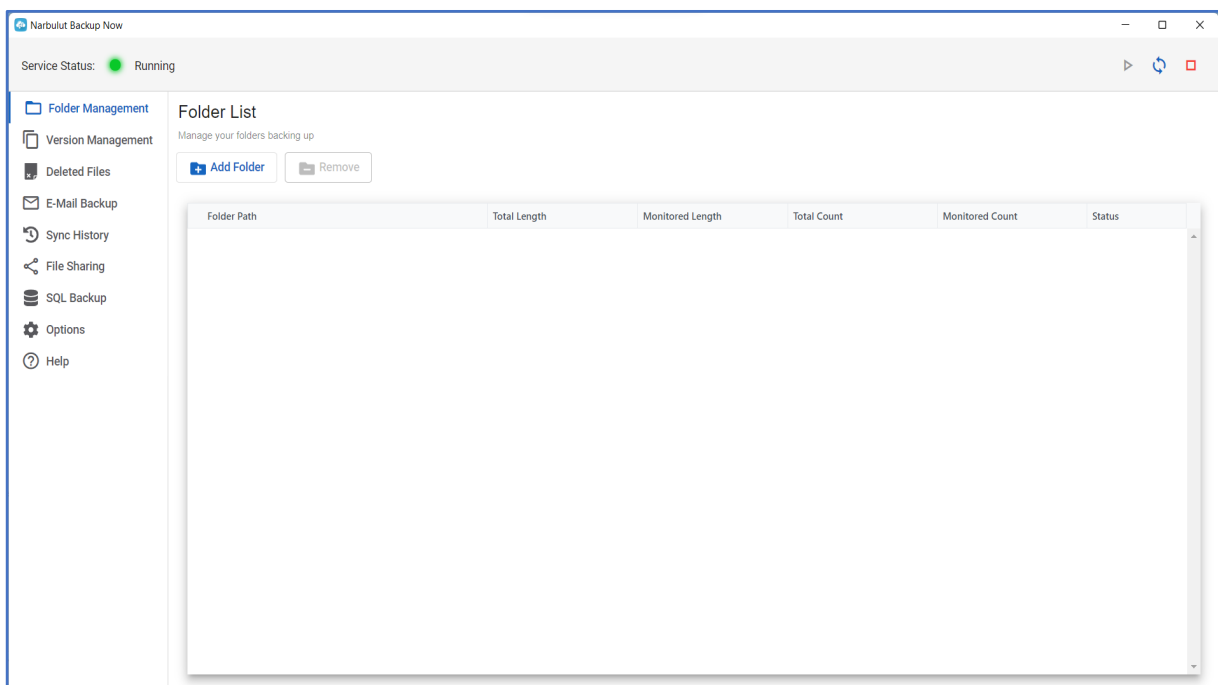 Narbulut Backup Now
Service Status: Running
Folder Management
Version Management
Deleted Files
E-Mail Backup
Sync History
File Sharing
SQL Backup
Options
Help
Folder List
Manage your folders backing up
Add Folder Remove
Folder Path Total Length Monitored Length Total Count Monitored Count Status